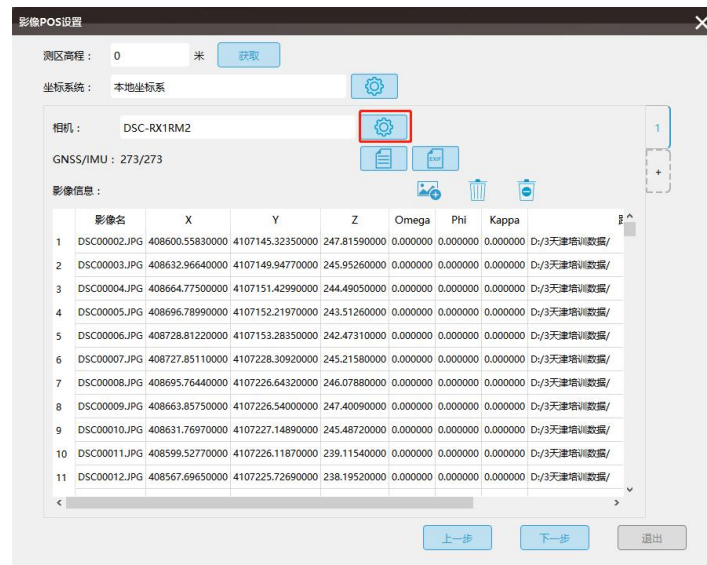 影像POS设置
测区高程： 0 米 获取
坐标系统： 本地坐标系
相机： DSC-RX1RM2 1
GNSS/IMU：273/273 EXIF
+
影像信息：
影像名 X Y Z Omega Phi Kappa
1 DSC00002.JPG 408600.55830000 4107145.32350000 247.81590000 0.000000 0.000000 0.000000 D:/3天津培训数据/
2 DSC00003.JPG 408632.96640000 4107149.94770000 245.95260000 0.000000 0.000000 0.000000 D:/3天津培训数据/
3 DSC00004.JPG 408664.77500000 4107151.42990000 244.49050000 0.000000 0.000000 0.000000 D:/3天津培训数据/
4 DSC00005.JPG 408696.78990000 4107152.21970000 243.51260000 0.000000 0.000000 0.000000 D:/3天津培训数据/
5 DSC00006.JPG 408728.81220000 4107153.28350000 242.47310000 0.000000 0.000000 0.000000 D:/3天津培训数据/
6 DSC00007.JPG 408727.85110000 4107228.30920000 245.21580000 0.000000 0.000000 0.000000 D:/3天津培训数据/
7 DSC00008.JPG 408695.76440000 4107226.64320000 246.07880000 0.000000 0.000000 0.000000 D:/3天津培训数据/
8 DSC00009.JPG 408663.85750000 4107226.54000000 247.40090000 0.000000 0.000000 0.000000 D:/3天津培训数据/
9 DSC00010.JPG 408631.76970000 4107227.14890000 245.48720000 0.000000 0.000000 0.000000 D:/3天津培训数据/
10 DSC00011.JPG 408599.52770000 4107226.11870000 239.11540000 0.000000 0.000000 0.000000 D:/3天津培训数据/
11 DSC00012.JPG 408567.69650000 4107225.72690000 238.19520000 0.000000 0.000000 0.000000 D:/3天津培训数据/
上一步 下一步 退出